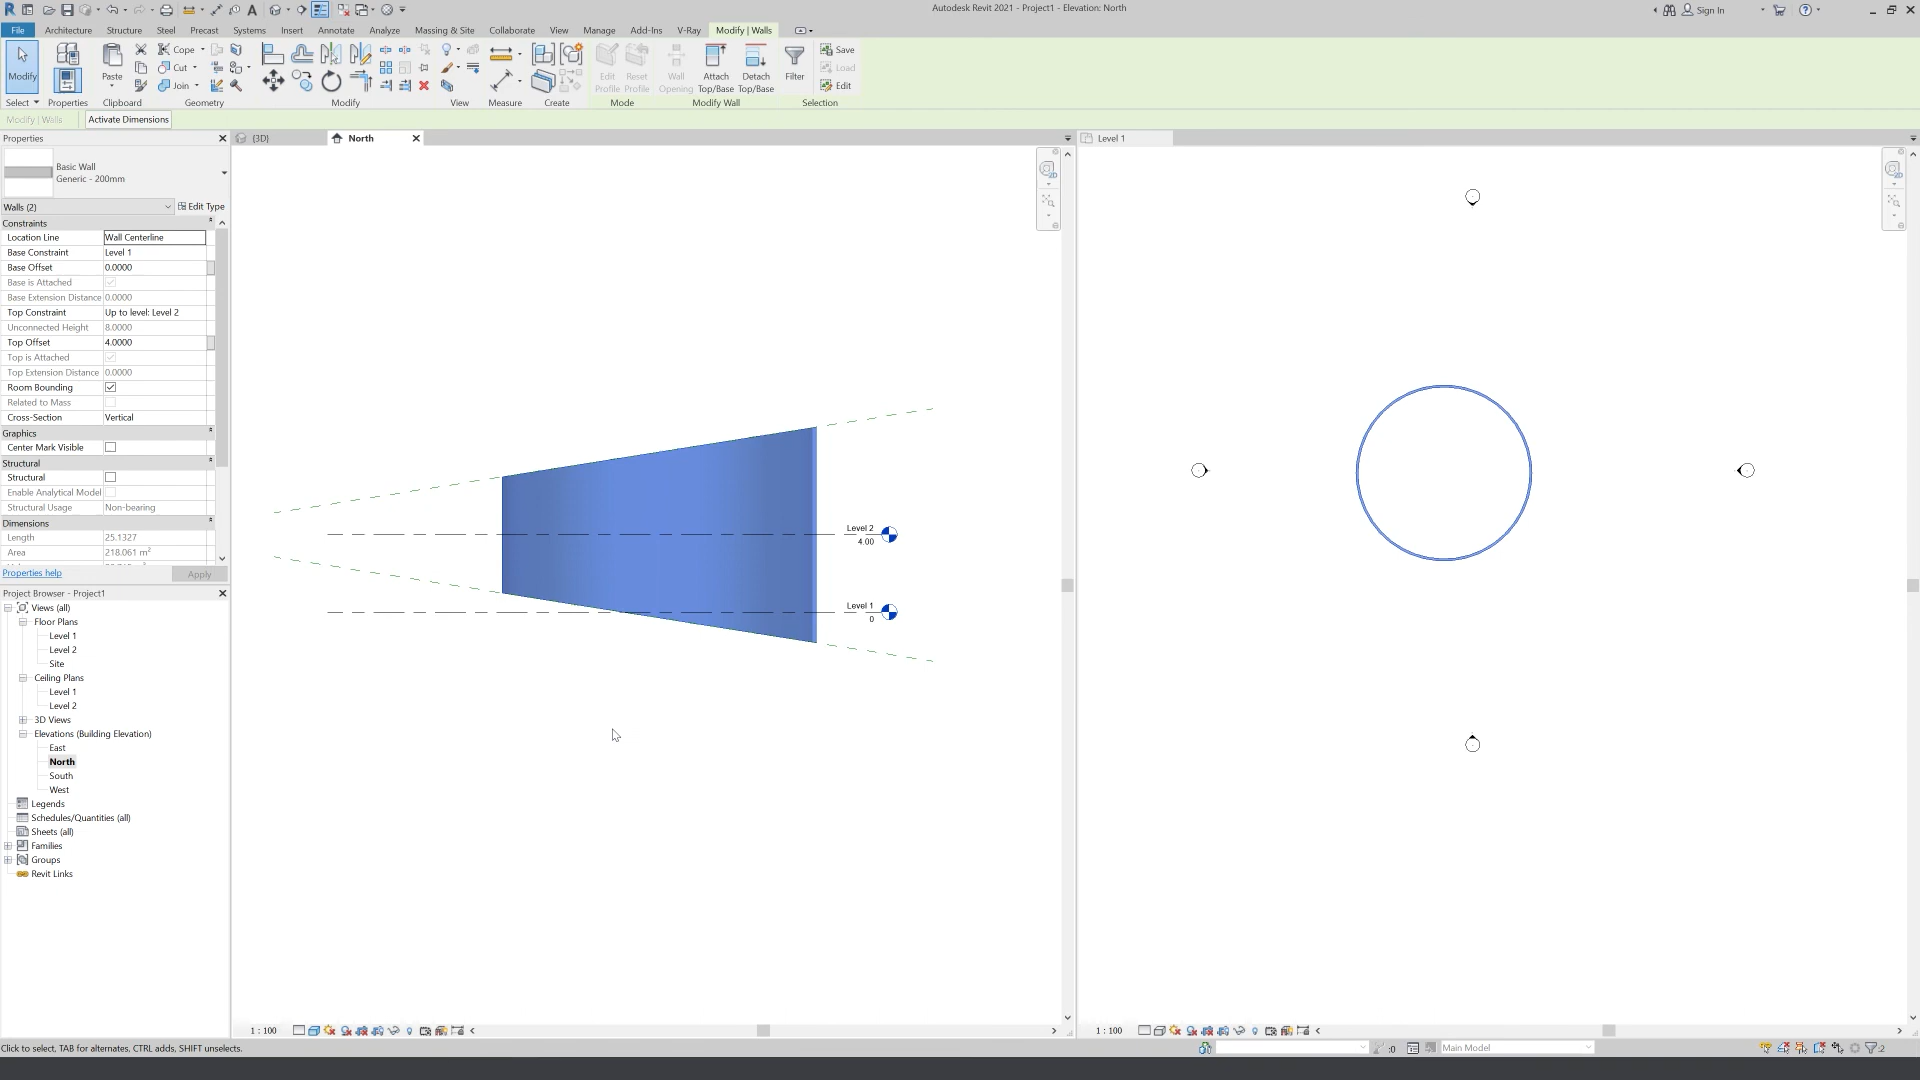 Autodesk Revit 2021 - Project1 - Elevation: North
Sign In
File Architecture Structure Steel Precast Systems Insert Annotate Analyze Massing & Site Collaborate View Manage Add-Ins V-Ray Modify | Walls
Modify
Select
Properties
Paste
Clipboard
Cope
Cut
Join
Geometry
Modify
View
Measure
Create
Edit Profile
Reset Profile
Mode
Wall Opening
Attach Top/Base
Detach Top/Base
Modify Wall
Filter
Save
Load
Edit
Selection
Modify | Walls
Activate Dimensions
Properties
Basic Wall
Generic - 200mm
Walls (2)
Edit Type
Constraints
Location Line Wall Centerline
Base Constraint Level 1
Base Offset 0.0000
Base is Attached
Base Extension Distance 0.0000
Top Constraint Up to level: Level 2
Unconnected Height 8.0000
Top Offset 4.0000
Top is Attached
Top Extension Distance 0.0000
Room Bounding
Related to Mass
Cross-Section Vertical
Graphics
Center Mark Visible
Structural
Structural
Enable Analytical Model
Structural Usage Non-bearing
Dimensions
Length 25.1327
Area 218.061 m²
Properties help
Apply
Project Browser - Project1
Views (all)
Floor Plans
Level 1
Level 2
Site
Ceiling Plans
Level 1
Level 2
3D Views
Elevations (Building Elevation)
East
North
South
West
Legends
Schedules/Quantities (all)
Sheets (all)
Families
Groups
Revit Links
{3D}
North
Level 2
4.00
Level 1
0
1 : 100
Level 1
1 : 100
Click to select, TAB for alternates, CTRL adds, SHIFT unselects.
:0
Main Model
:2